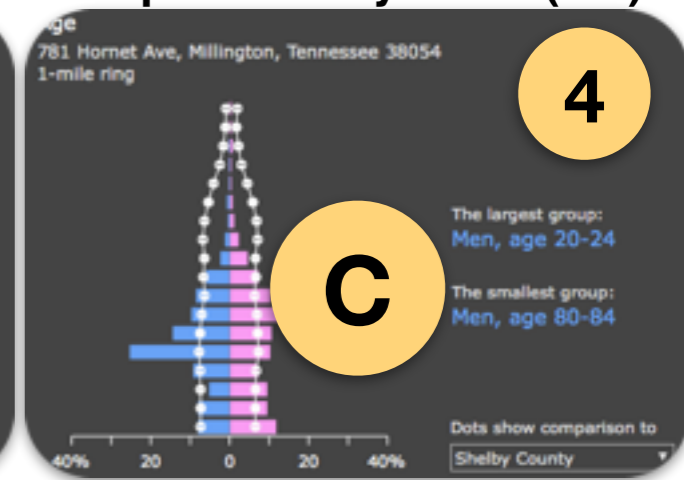 781 Hornet Ave, Millington, Tennessee 38054
1-mile ring
4
The largest group:
Men, age 20-24
C
The smallest group:
Men, age 80-84
Dots show comparison to
Shelby County
40% 20 0 20 40%